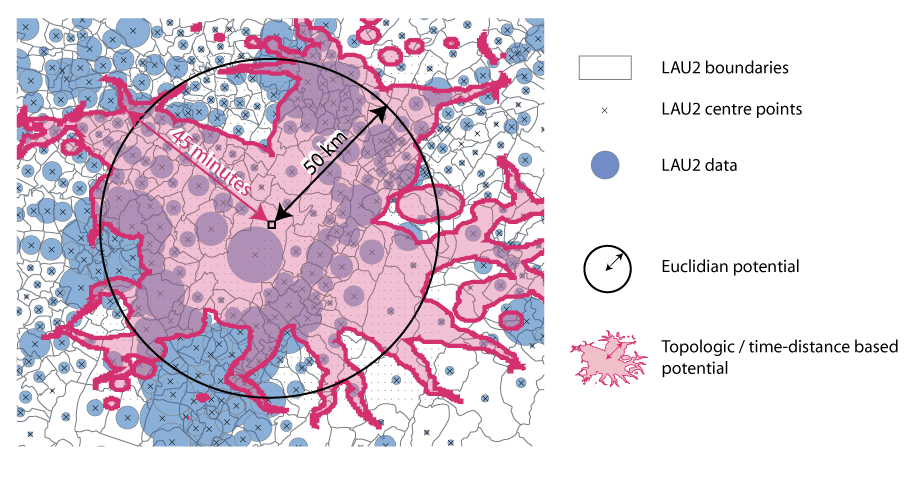 45 minutes
50 km
LAU2 boundaries
LAU2 centre points
LAU2 data
Euclidian potential
Topologic / time-distance based
potential